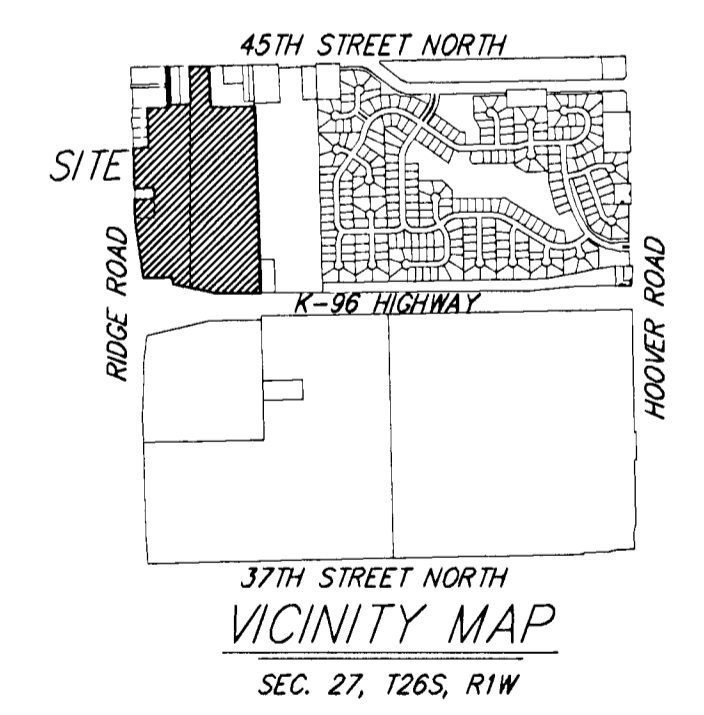 45TH STREET NORTH
SITE
RIDGE ROAD
K-96 HIGHWAY
HOOVER ROAD
37TH STREET NORTH
VICINITY MAP
SEC. 27, T26S, R1W